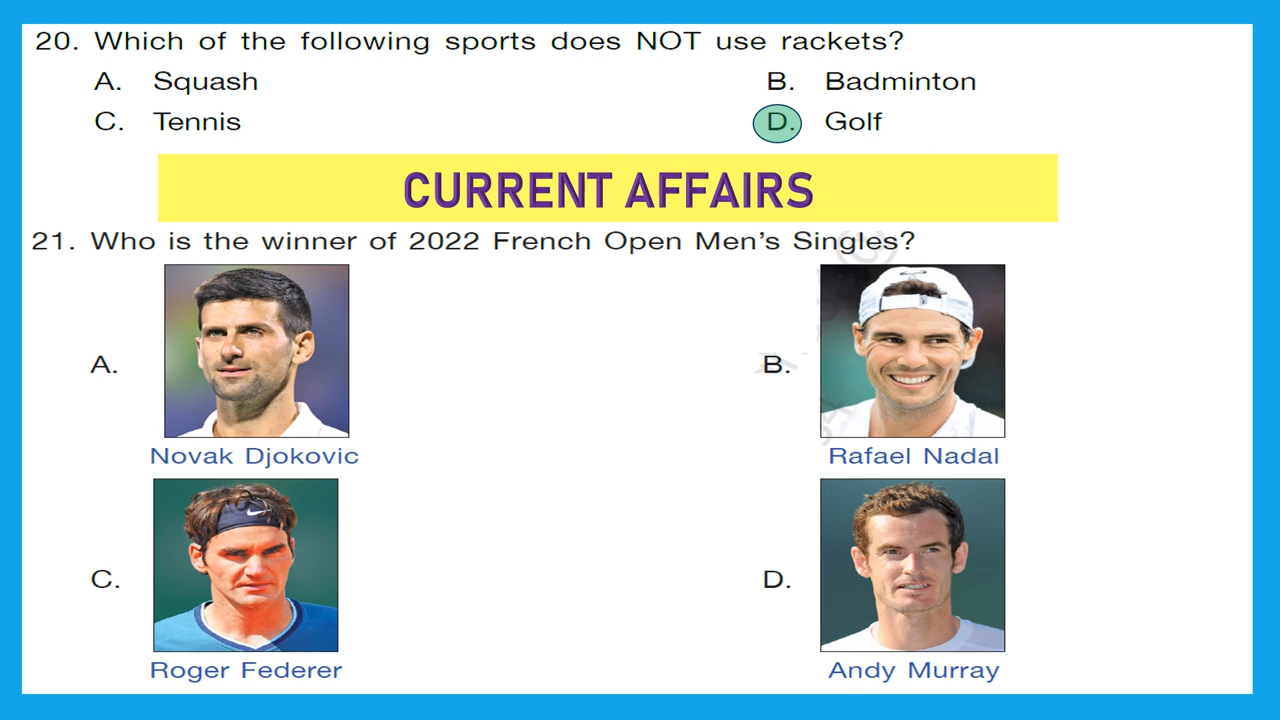 20. Which of the following sports does NOT use rackets?
A. Squash B. Badminton
C. Tennis D. Golf
CURRENT AFFAIRS
21. Who is the winner of 2022 French Open Men's Singles?
A. B.
Novak Djokovic Rafael Nadal
C. D.
Roger Federer Andy Murray